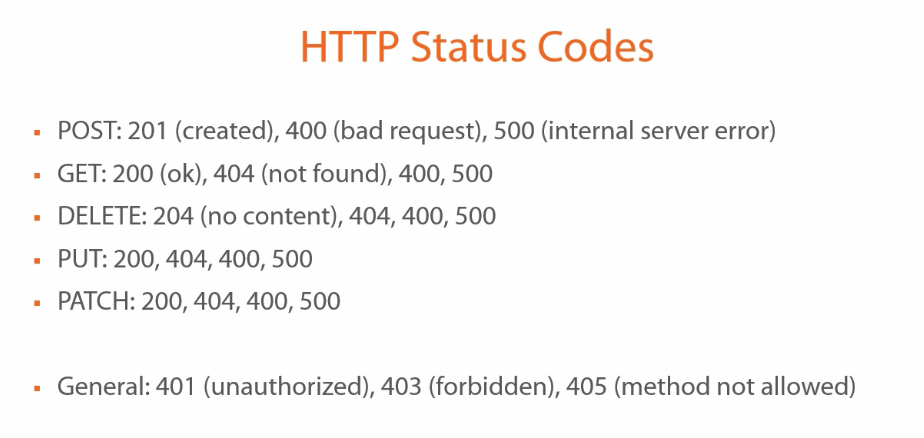 HTTP Status Codes
▪ POST: 201 (created), 400 (bad request), 500 (internal server error)
▪ GET: 200 (ok), 404 (not found), 400, 500
▪ DELETE: 204 (no content), 404, 400, 500
▪ PUT: 200, 404, 400, 500
▪ PATCH: 200, 404, 400, 500
▪ General: 401 (unauthorized), 403 (forbidden), 405 (method not allowed)